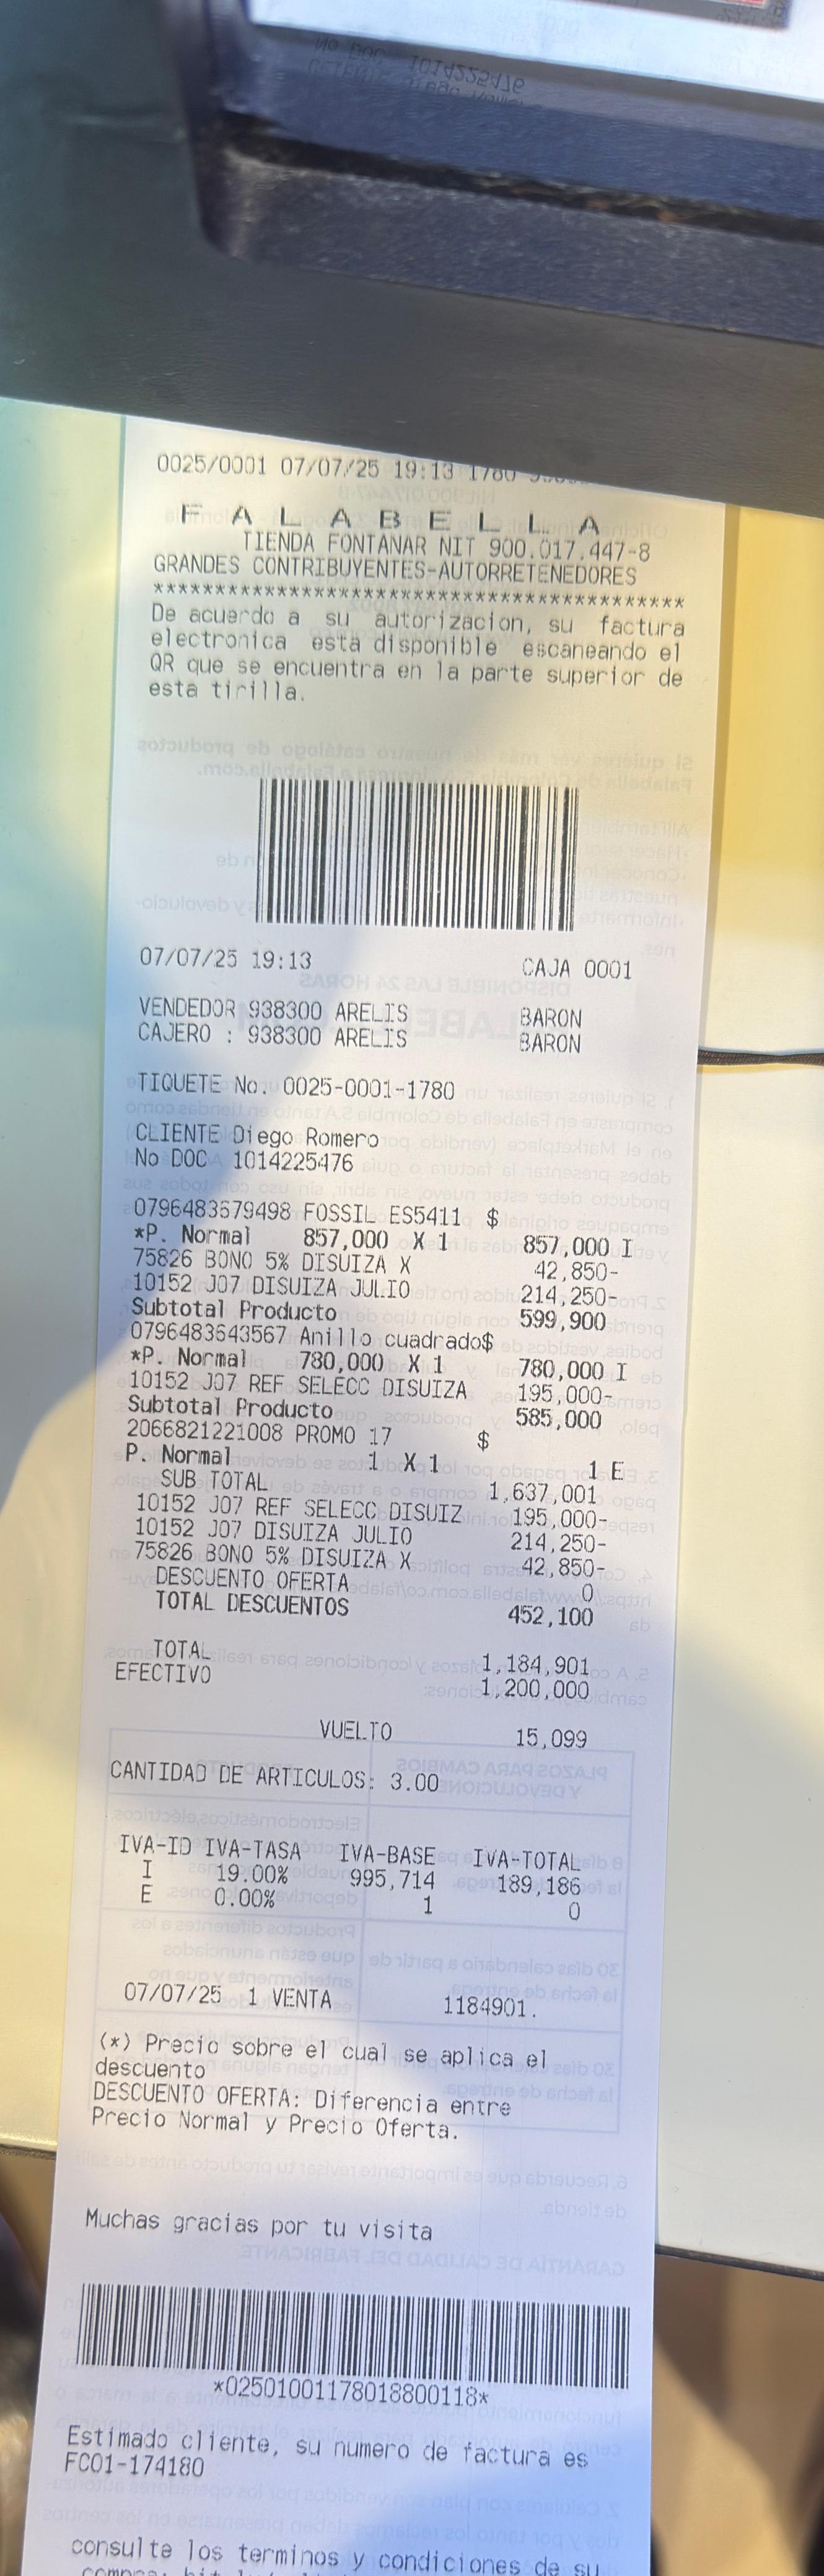 No DOC 1014225476
0025/0001 07/07/25 19:13 1780
FALABELLA
TIENDA FONTANAR NIT 900.017.447-8
GRANDES CONTRIBUYENTES-AUTORRETENEDORES
*******************************************
De acuerdo a su autorizacion, su factura
electronica esta disponible escaneando el
QR que se encuentra en la parte superior de
esta tirilla.
07/07/25 19:13 CAJA 0001
VENDEDOR 938300 ARELIS BARON
CAJERO : 938300 ARELIS BARON
TIQUETE No. 0025-0001-1780
CLIENTE Diego Romero
No DOC 1014225476
0796483679498 FOSSIL ES5411 $
*P. Normal 857,000 X 1 857,000 I
75826 BONO 5% DISUIZA X 42,850-
10152 J07 DISUIZA JULIO 214,250-
Subtotal Producto 599,900
0796483643567 Anillo cuadrado$
*P. Normal 780,000 X 1 780,000 I
10152 J07 REF SELECC DISUIZA 195,000-
Subtotal Producto 585,000
2066821221008 PROMO 17 $
P. Normal 1 X 1 1 E
SUB TOTAL 1,637,001
10152 J07 REF SELECC DISUIZ 195,000-
10152 J07 DISUIZA JULIO 214,250-
75826 BONO 5% DISUIZA X 42,850-
DESCUENTO OFERTA 0
TOTAL DESCUENTOS 452,100
TOTAL 1,184,901
EFECTIVO 1,200,000
VUELTO 15,099
CANTIDAD DE ARTICULOS: 3.00
IVA-ID IVA-TASA IVA-BASE IVA-TOTAL
I 19.00% 995,714 189,186
E 0.00% 1 0
07/07/25 1 VENTA 1184901.
(*) Precio sobre el cual se aplica el
descuento
DESCUENTO OFERTA: Diferencia entre
Precio Normal y Precio Oferta.
Muchas gracias por tu visita
*02501001178018800118*
Estimado cliente, su numero de factura es
FC01-174180
consulte los terminos y condiciones de su